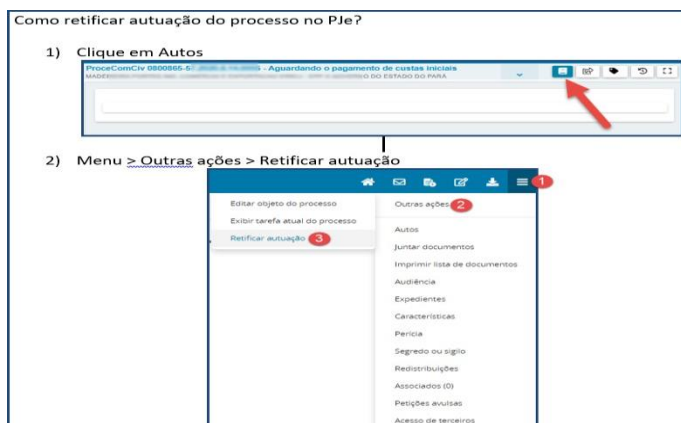 Como retificar autuação do processo no PJe?
1) Clique em Autos
ProceComCiv 0800865-5 - Aguardando o pagamento de custas iniciais
DO ESTADO DO PARÁ
2) Menu > Outras ações > Retificar autuação
1
Editar objeto do processo
Outras ações 2
Exibir tarefa atual do processo
Autos
Retificar autuação 3
Juntar documentos
Imprimir lista de documentos
Audiência
Expedientes
Características
Perícia
Segredo ou sigilo
Redistribuições
Associados (0)
Petições avulsas
Acesso de terceiros